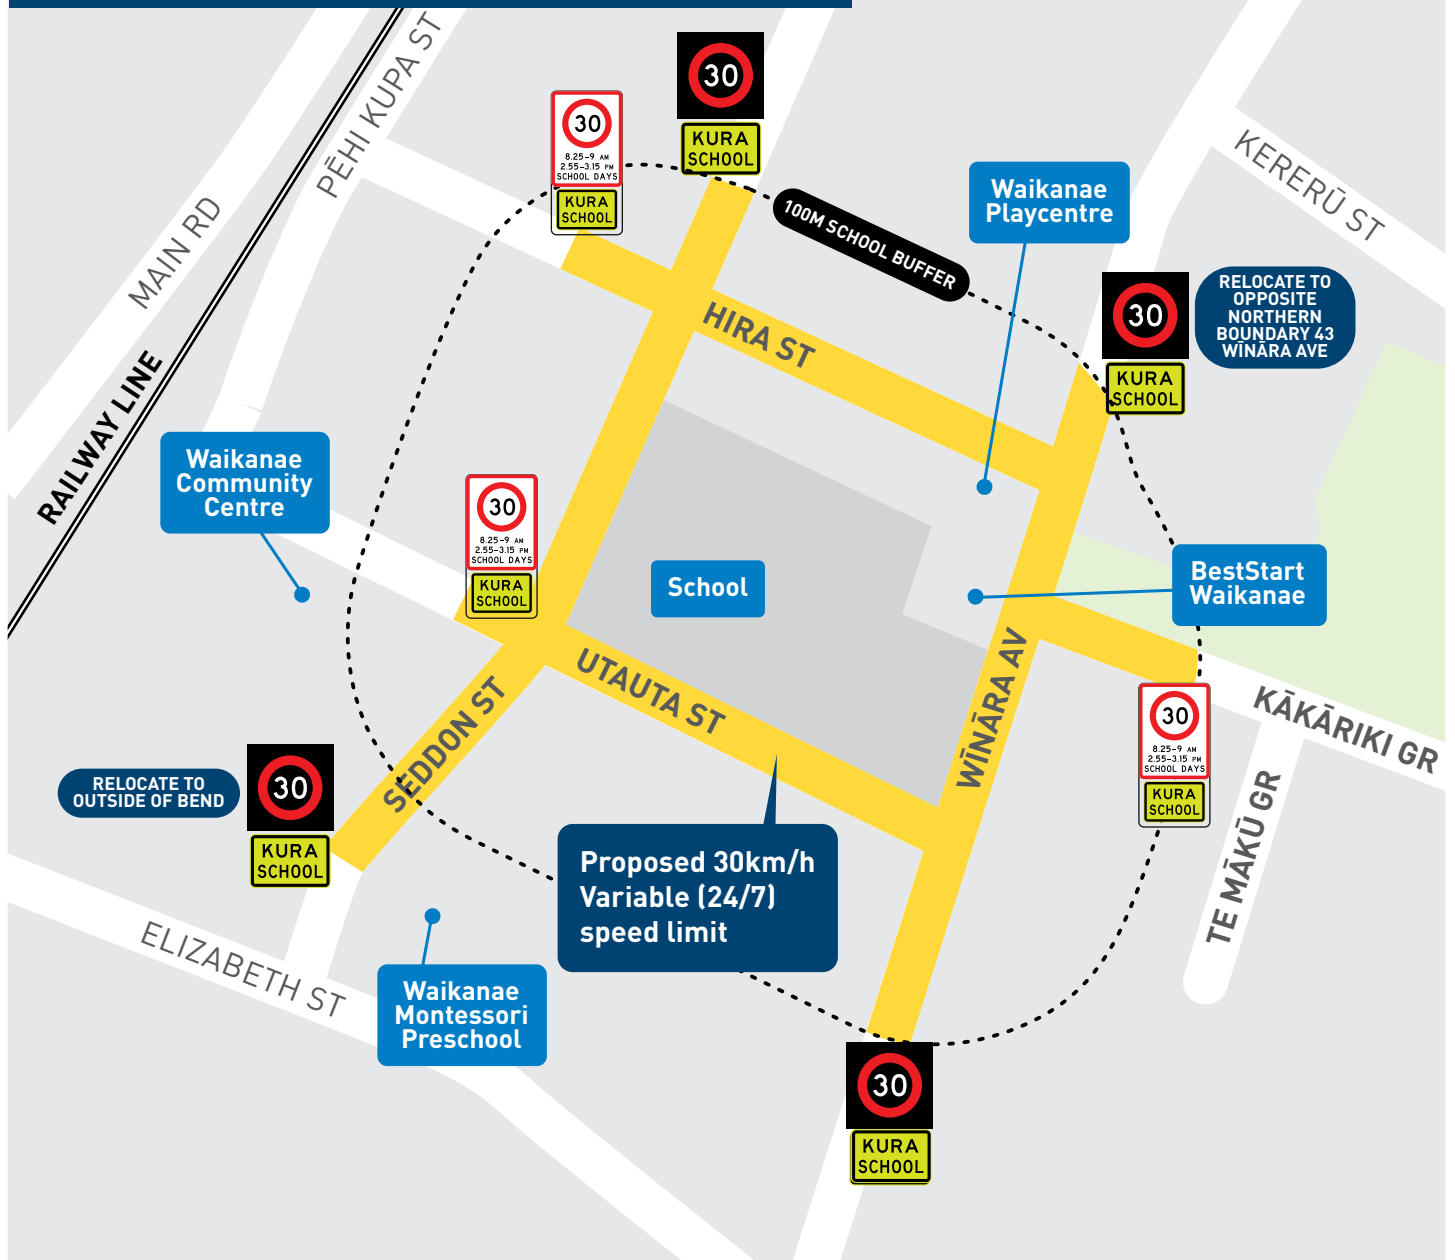 PĒHI KUPA ST
MAIN RD
RAILWAY LINE
30
KURA
SCHOOL
30
8.25–9 AM
2.55–3.15 PM
SCHOOL DAYS
KURA
SCHOOL
100M SCHOOL BUFFER
Waikanae
Playcentre
KERERŪ ST
30
KURA
SCHOOL
RELOCATE TO
OPPOSITE
NORTHERN
BOUNDARY 43
WĪNĀRA AVE
HIRA ST
Waikanae
Community
Centre
30
8.25–9 AM
2.55–3.15 PM
SCHOOL DAYS
KURA
SCHOOL
School
BestStart
Waikanae
UTAUTA ST
SEDDON ST
WĪNĀRA AV
KĀKĀRIKI GR
30
8.25–9 AM
2.55–3.15 PM
SCHOOL DAYS
KURA
SCHOOL
TE MĀKŪ GR
RELOCATE TO
OUTSIDE OF BEND
30
KURA
SCHOOL
Proposed 30km/h
Variable (24/7)
speed limit
ELIZABETH ST
Waikanae
Montessori
Preschool
30
KURA
SCHOOL